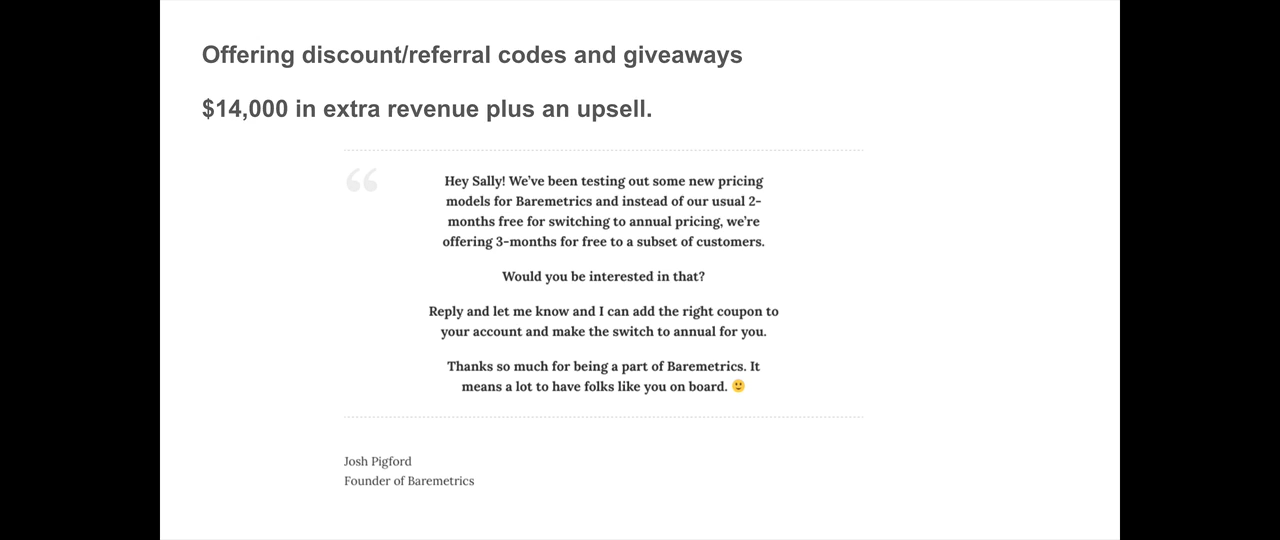 Offering discount/referral codes and giveaways
$14,000 in extra revenue plus an upsell.
“
Hey Sally! We’ve been testing out some new pricing
models for Baremetrics and instead of our usual 2-
months free for switching to annual pricing, we’re
offering 3-months for free to a subset of customers.
Would you be interested in that?
Reply and let me know and I can add the right coupon to
your account and make the switch to annual for you.
Thanks so much for being a part of Baremetrics. It
means a lot to have folks like you on board. 🙂
Josh Pigford
Founder of Baremetrics